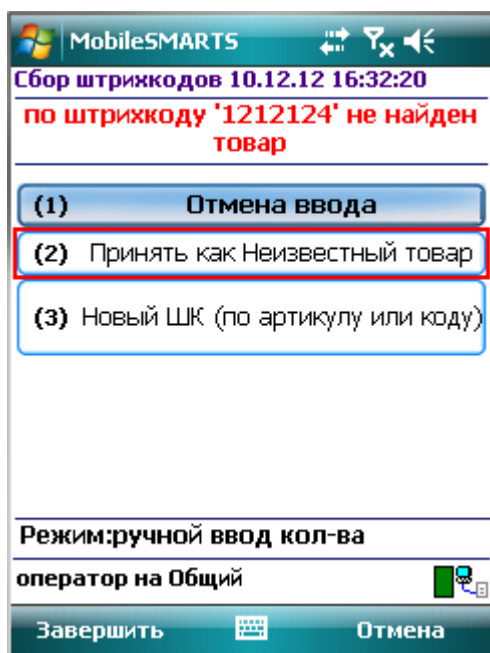 MobileSMARTS
Сбор штрихкодов 10.12.12 16:32:20
по штрихкоду '1212124' не найден
товар
(1) Отмена ввода
(2) Принять как Неизвестный товар
(3) Новый ШК (по артикулу или коду)
Режим:ручной ввод кол-ва
оператор на Общий
Завершить Отмена